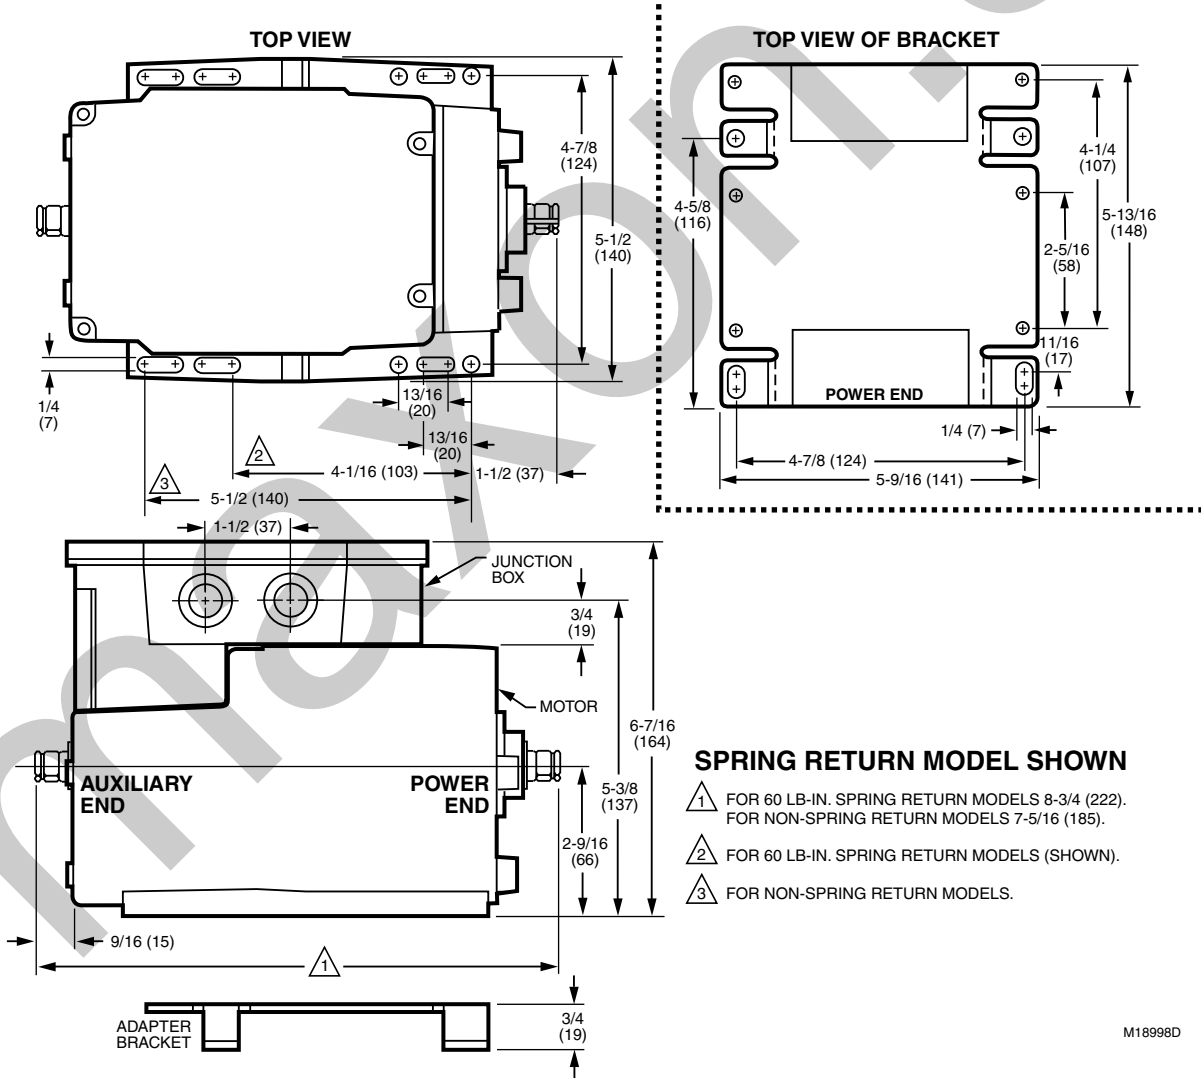 TOP VIEW
4-7/8
(124)
5-1/2
(140)
1/4
(7)
13/16
(20)
13/16
(20)
2
4-1/16 (103)
1-1/2 (37)
3
5-1/2 (140)
TOP VIEW OF BRACKET
4-1/4
(107)
4-5/8
(116)
5-13/16
(148)
2-5/16
(58)
11/16
(17)
POWER END
1/4 (7)
4-7/8 (124)
5-9/16 (141)
1-1/2 (37)
JUNCTION
BOX
3/4
(19)
MOTOR
6-7/16
(164)
5-3/8
(137)
AUXILIARY
END
POWER
END
2-9/16
(66)
9/16 (15)
1
ADAPTER
BRACKET
3/4
(19)
SPRING RETURN MODEL SHOWN
1 FOR 60 LB-IN. SPRING RETURN MODELS 8-3/4 (222).
FOR NON-SPRING RETURN MODELS 7-5/16 (185).
2 FOR 60 LB-IN. SPRING RETURN MODELS (SHOWN).
3 FOR NON-SPRING RETURN MODELS.
M18998D
maxon.